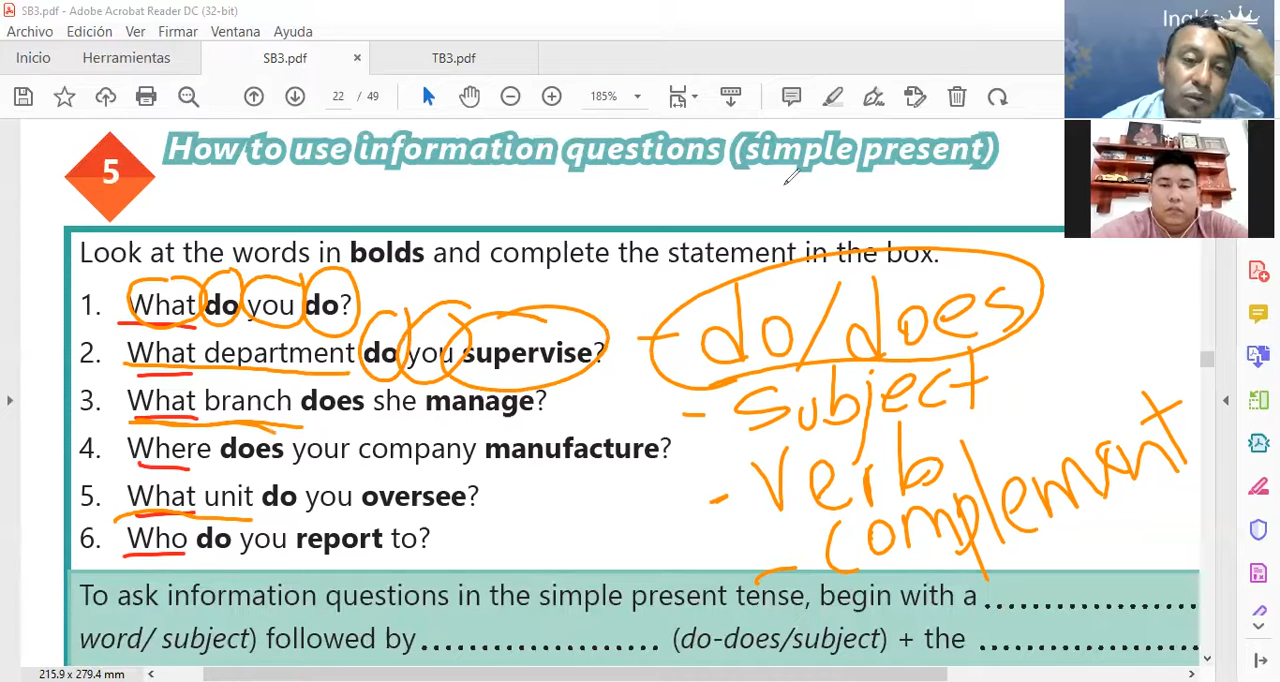 SB3.pdf - Adobe Acrobat Reader DC (32-bit)
Archivo Edición Ver Firmar Ventana Ayuda
Inicio Herramientas SB3.pdf × TB3.pdf
22 / 49 185%
Inglés
5 How to use information questions (simple present)
Look at the words in bolds and complete the statement in the box.
1. What do you do?
2. What department do you supervise?
3. What branch does she manage?
4. Where does your company manufacture?
5. What unit do you oversee?
6. Who do you report to?
- do/does
- subject
- verb
- complement
To ask information questions in the simple present tense, begin with a ........................
word/ subject) followed by ........................ (do-does/subject) + the ........................
215.9 x 279.4 mm